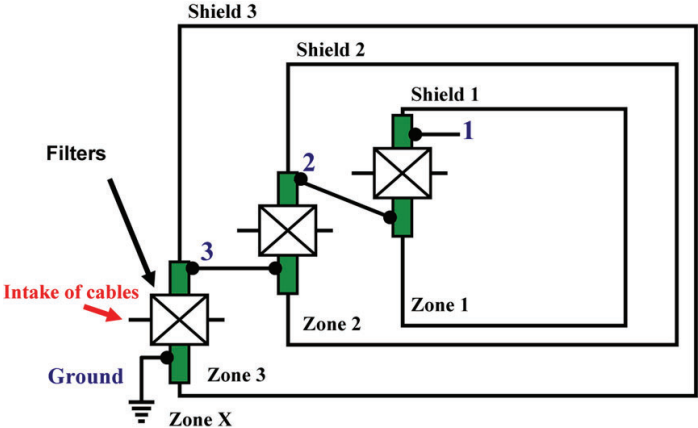 Shield 3
Shield 2
Shield 1
1
Filters
2
3
Intake of cables
Zone 1
Zone 2
Ground
Zone 3
Zone X